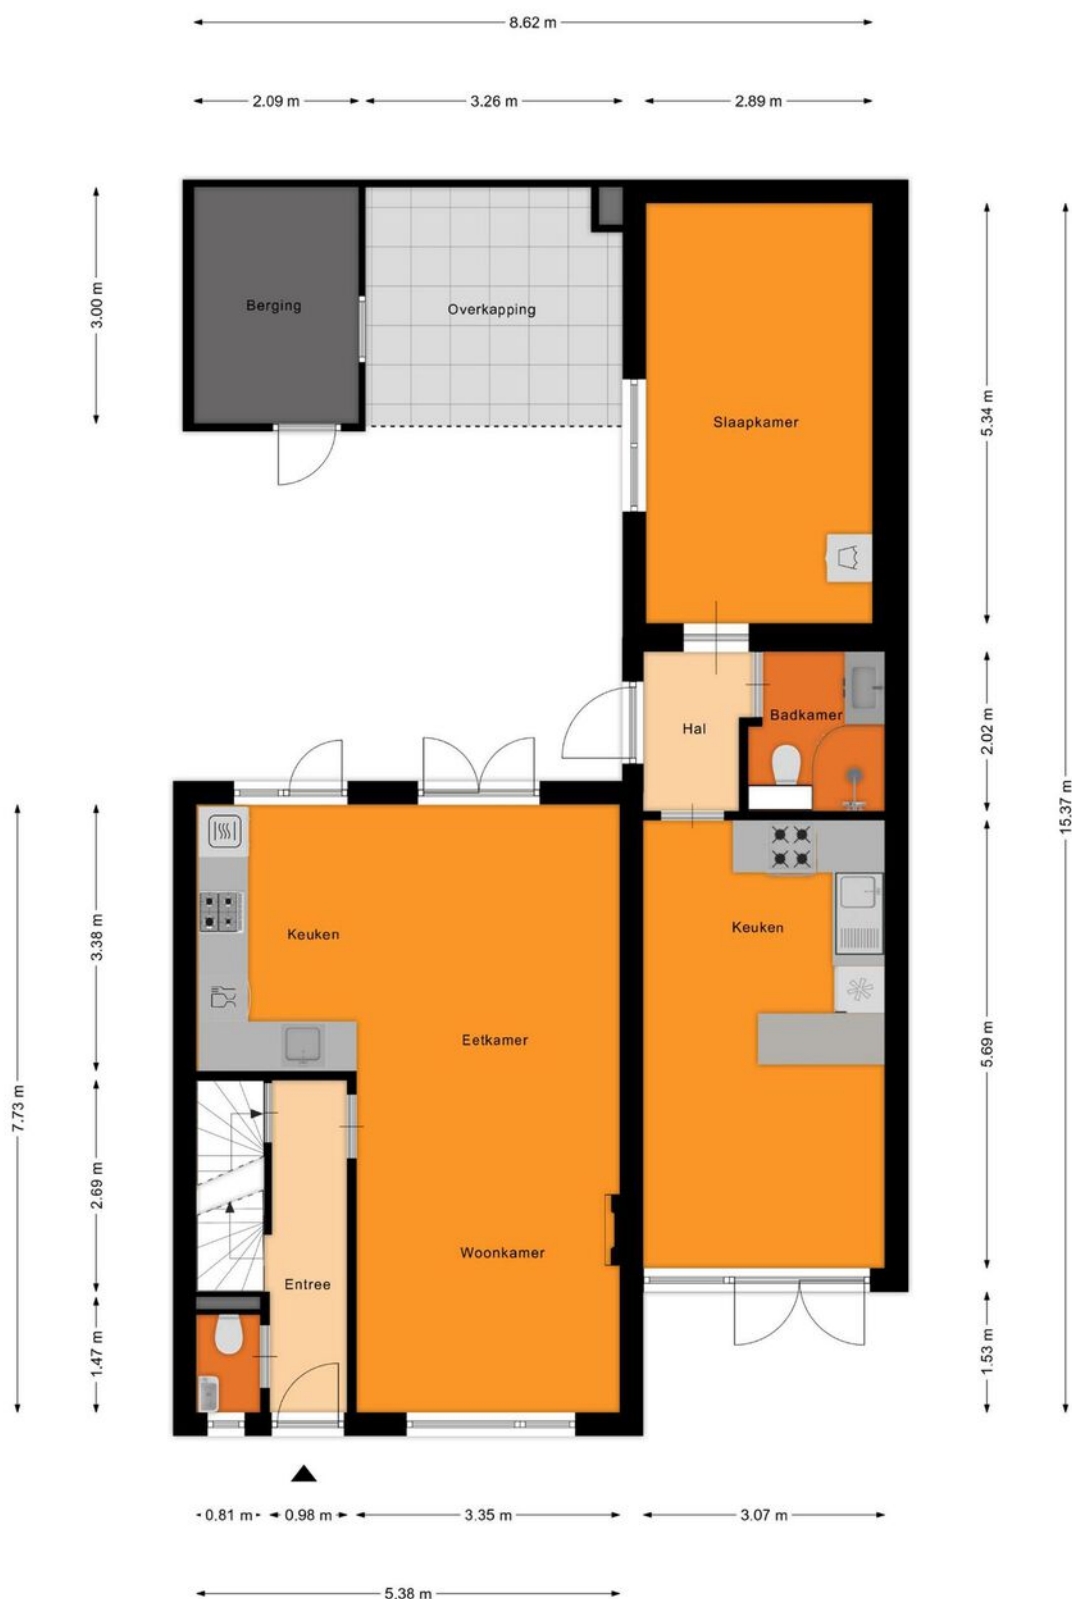 8.62 m
2.09 m
3.26 m
2.89 m
3.00 m
Berging
Overkapping
5.34 m
Slaapkamer
2.02 m
Hal
Badkamer
15.37 m
3.38 m
Keuken
Keuken
Eetkamer
5.69 m
7.73 m
2.69 m
Woonkamer
Entree
1.47 m
1.53 m
0.81 m
0.98 m
3.35 m
3.07 m
5.38 m